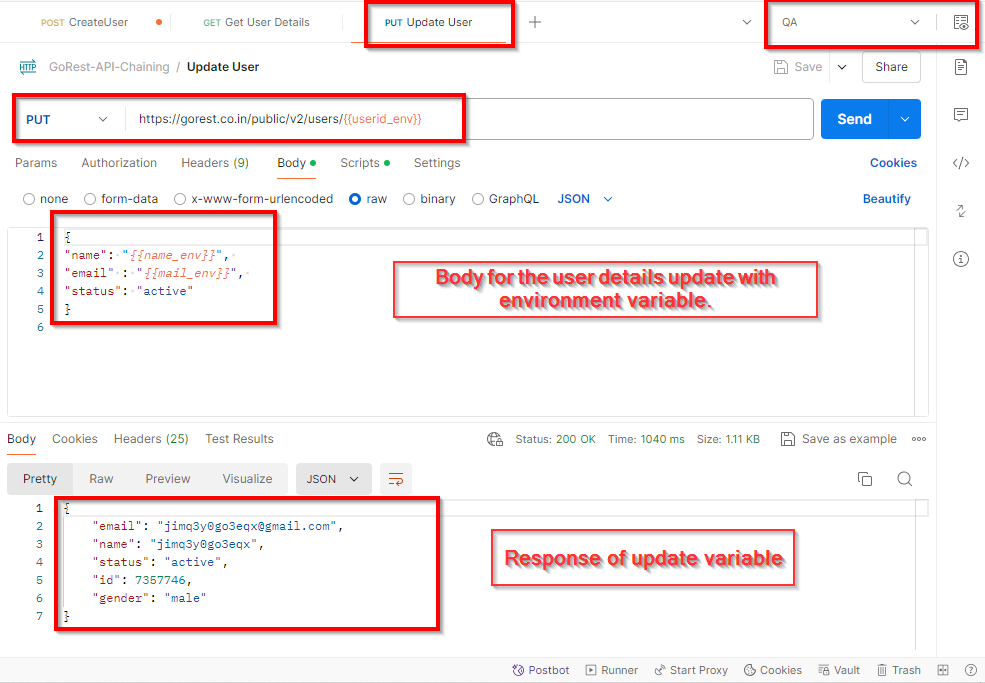 POST CreateUser GET Get User Details PUT Update User QA
HTTP GoRest-API-Chaining / Update User Save Share
PUT https://gorest.co.in/public/v2/users/{{userid_env}} Send
Params Authorization Headers (9) Body Scripts Settings Cookies
none form-data x-www-form-urlencoded raw binary GraphQL JSON Beautify
1 {
2 "name": "{{name_env}}",
3 "email" : "{{mail_env}}",
4 "status": "active"
5 }
6
Body for the user details update with
environment variable.
Body Cookies Headers (25) Test Results Status: 200 OK Time: 1040 ms Size: 1.11 KB Save as example
Pretty Raw Preview Visualize JSON
1 {
2 "email": "jimq3y0go3eqx@gmail.com",
3 "name": "jimq3y0go3eqx",
4 "status": "active",
5 "id": 7357746,
6 "gender": "male"
7 }
Response of update variable
Postbot Runner Start Proxy Cookies Vault Trash